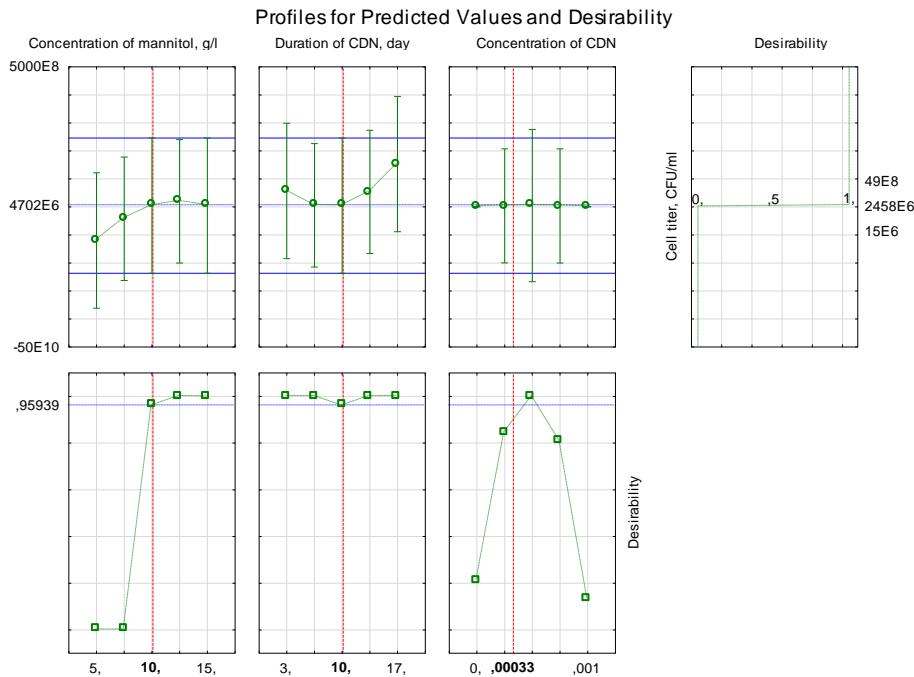 Profiles for Predicted Values and Desirability
Concentration of mannitol, g/l Duration of CDN, day Concentration of CDN Desirability
5000E8
4702E6
-50E10
Cell titer, CFU/ml
0, ,5 1,
49E8
2458E6
15E6
,95939
Desirability
5, 10, 15, 3, 10, 17, 0, ,00033 ,001